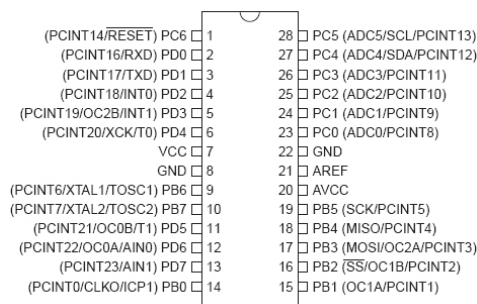 (PCINT14/RESET) PC6 1 28 PC5 (ADC5/SCL/PCINT13)
(PCINT16/RXD) PD0 2 27 PC4 (ADC4/SDA/PCINT12)
(PCINT17/TXD) PD1 3 26 PC3 (ADC3/PCINT11)
(PCINT18/INT0) PD2 4 25 PC2 (ADC2/PCINT10)
(PCINT19/OC2B/INT1) PD3 5 24 PC1 (ADC1/PCINT9)
(PCINT20/XCK/T0) PD4 6 23 PC0 (ADC0/PCINT8)
VCC 7 22 GND
GND 8 21 AREF
(PCINT6/XTAL1/TOSC1) PB6 9 20 AVCC
(PCINT7/XTAL2/TOSC2) PB7 10 19 PB5 (SCK/PCINT5)
(PCINT21/OC0B/T1) PD5 11 18 PB4 (MISO/PCINT4)
(PCINT22/OC0A/AIN0) PD6 12 17 PB3 (MOSI/OC2A/PCINT3)
(PCINT23/AIN1) PD7 13 16 PB2 (SS/OC1B/PCINT2)
(PCINT0/CLKO/ICP1) PB0 14 15 PB1 (OC1A/PCINT1)